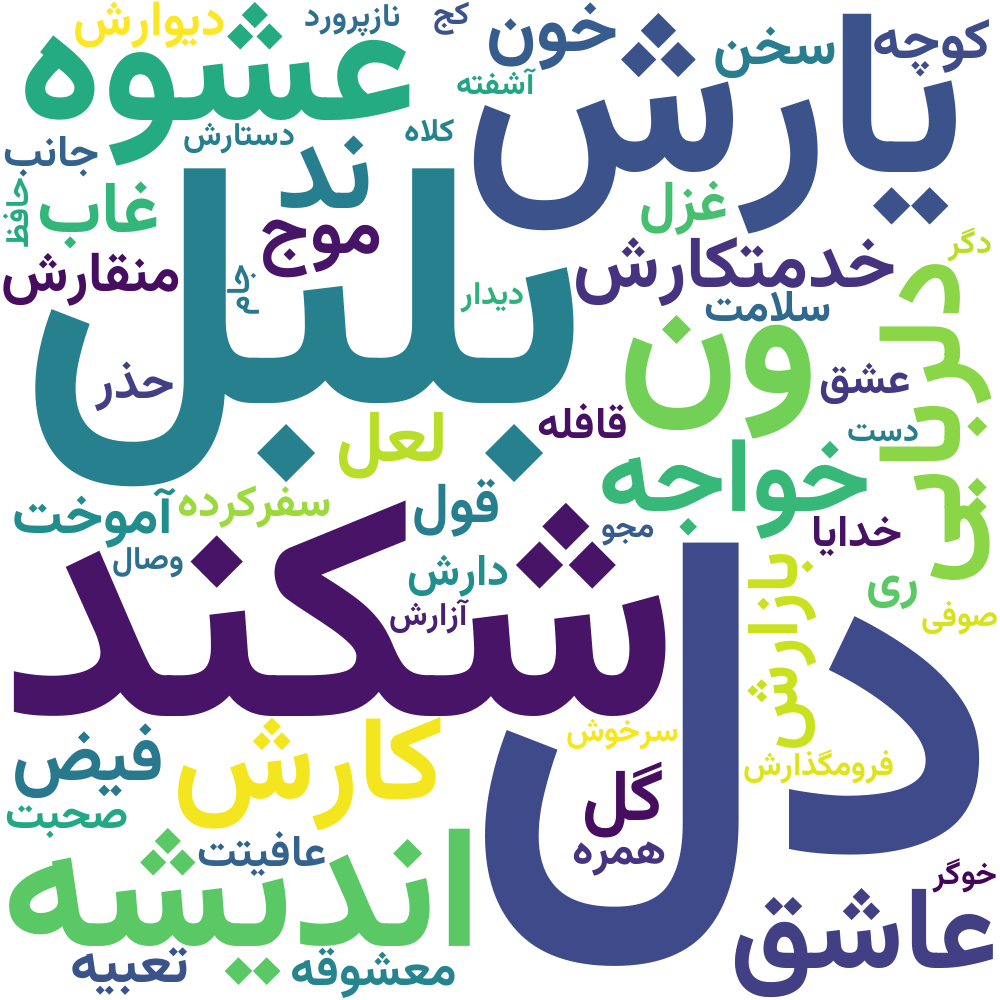 دیوارش
نازپرورد
کج
عشوه
خون
یارش
سخن
کوچه
آشفته
کلاه
دستارش
جانب
ند
حافظ
غاب
موج
غزل
دگر
منقارش
جام
بلبل
دیدار
خدمتکارش
سلامت
ون
دلربایی
حذر
عشق
لعل
قافله
دست
خواجه
سفرکرده
قول
آموخت
مجو
خدایا
وصال
شکند
دارش
آزارش
بازارش
ری
صوفی
دل
فیض
کارش
سرخوش
فرومگذارش
گل
صحبت
اندیشه
عافیتت
همره
خوگر
عاشق
تعبیه
معشوقه